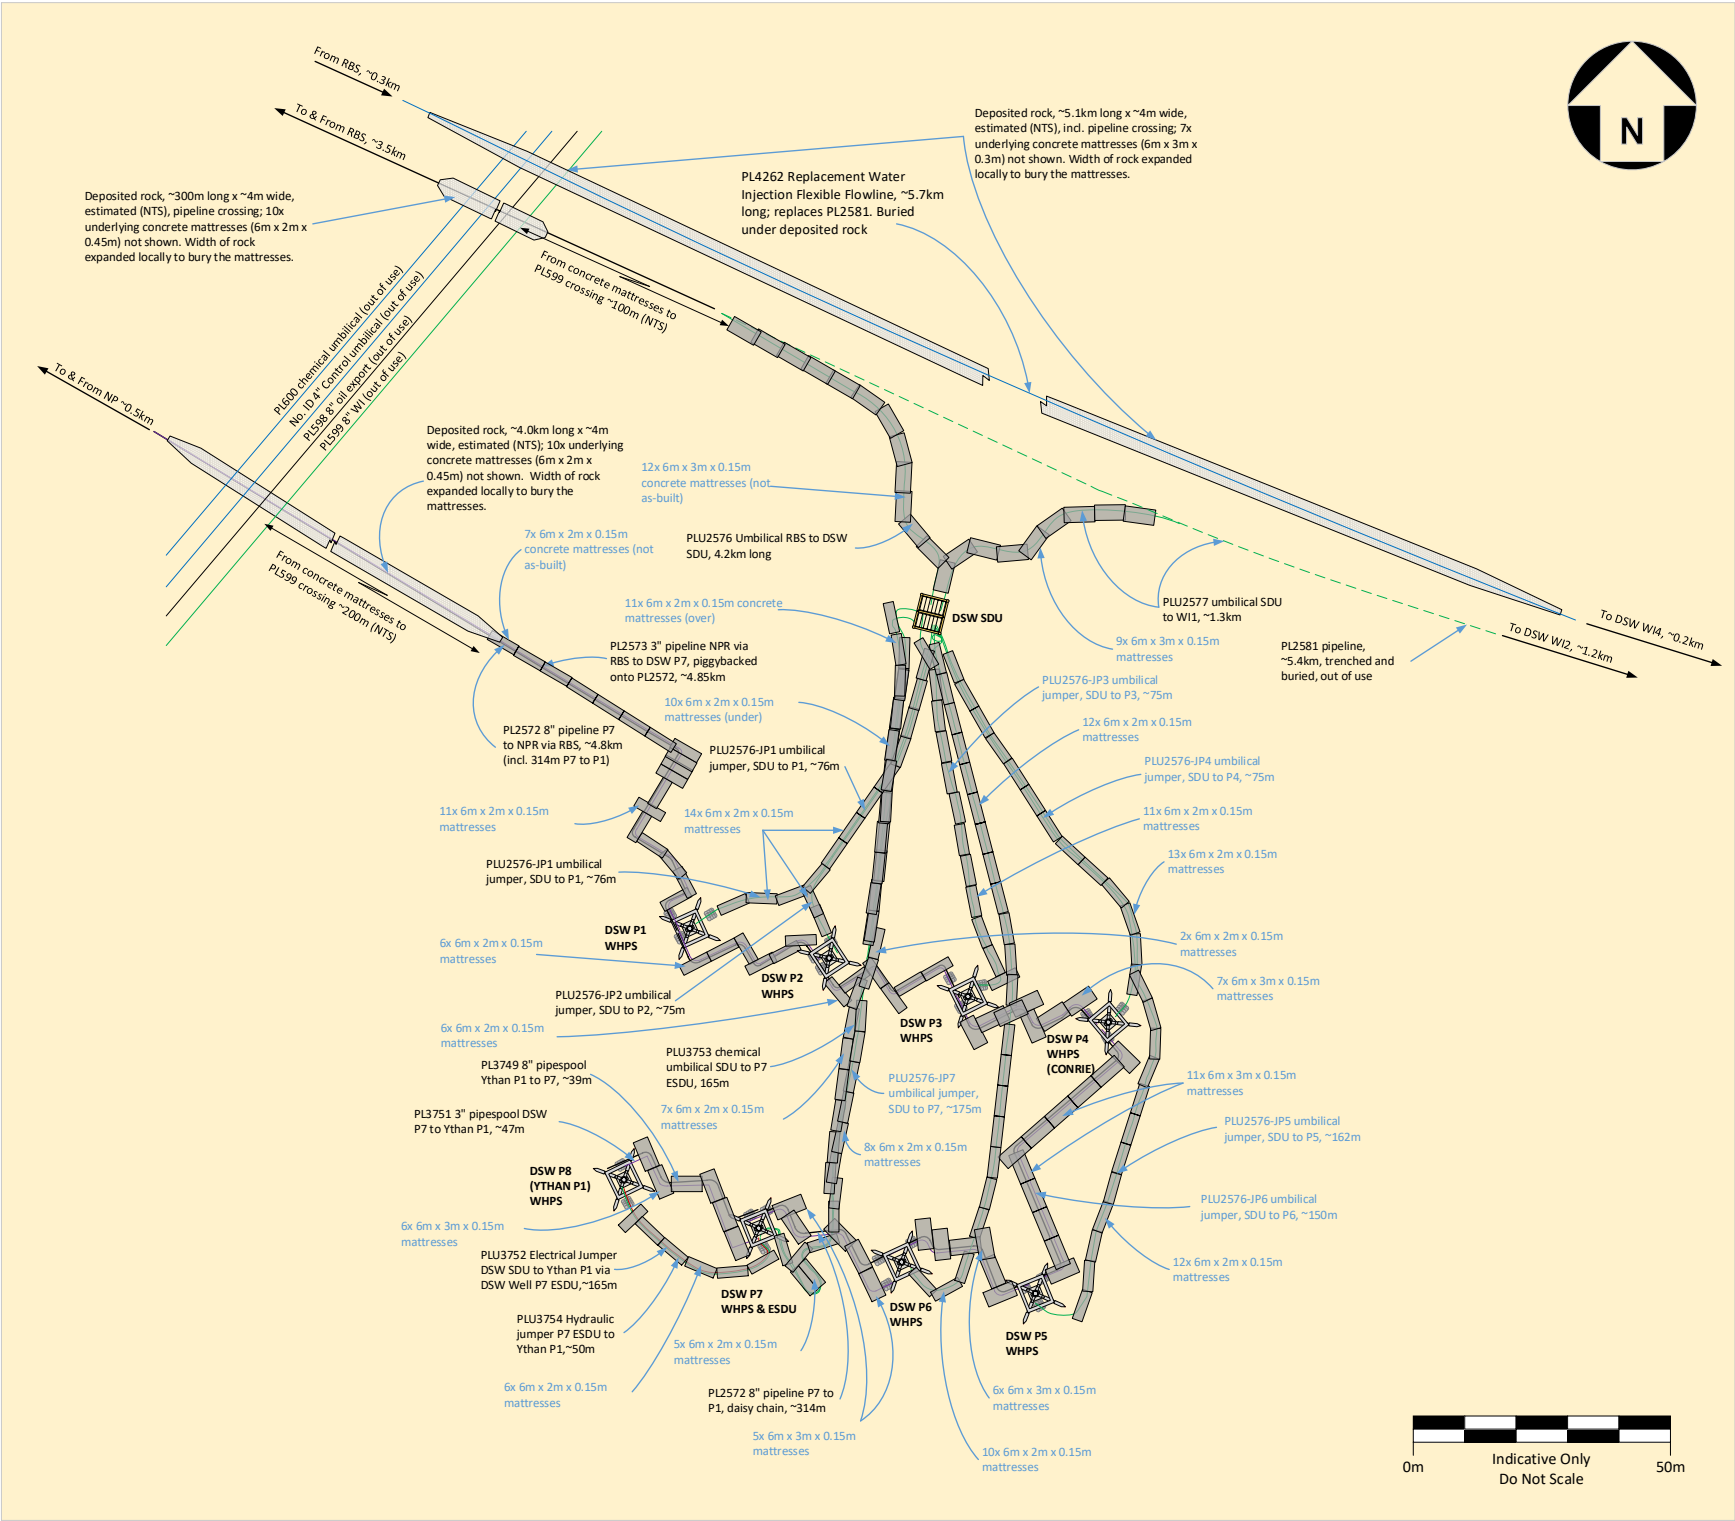 From RBS, ~0.3km
To & From RBS, ~3.5km
Deposited rock, ~5.1km long x ~4m wide,
estimated (NTS), incl. pipeline crossing; 7x
underlying concrete mattresses (6m x 3m x
0.3m) not shown. Width of rock expanded
locally to bury the mattresses.
N
PL4262 Replacement Water
Injection Flexible Flowline, ~5.7km
long; replaces PL2581. Buried
under deposited rock
Deposited rock, ~300m long x ~4m wide,
estimated (NTS), pipeline crossing; 10x
underlying concrete mattresses (6m x 2m x
0.45m) not shown. Width of rock
expanded locally to bury the mattresses.
From concrete mattresses to
PL599 crossing ~100m (NTS)
PL600 chemical umbilical (out of use)
No. ID 4" Control umbilical (out of use)
PL598 8" oil export (out of use)
PL599 8" WI (out of use)
To & From NP ~0.5km
Deposited rock, ~4.0km long x ~4m
wide, estimated (NTS); 10x underlying
concrete mattresses (6m x 2m x
0.45m) not shown.  Width of rock
expanded locally to bury the
mattresses.
12x 6m x 3m x 0.15m
concrete mattresses (not
as-built)
7x 6m x 2m x 0.15m
concrete mattresses (not
as-built)
PLU2576 Umbilical RBS to DSW
SDU, 4.2km long
From concrete mattresses to
PL599 crossing ~200m (NTS)
11x 6m x 2m x 0.15m concrete
mattresses (over)
DSW SDU
PLU2577 umbilical SDU
to WI1, ~1.3km
9x 6m x 3m x 0.15m
mattresses
PL2581 pipeline,
~5.4km, trenched and
buried, out of use
To DSW WI4, ~0.2km
To DSW WI2, ~1.2km
PL2573 3" pipeline NPR via
RBS to DSW P7, piggybacked
onto PL2572, ~4.85km
10x 6m x 2m x 0.15m
mattresses (under)
PLU2576-JP3 umbilical
jumper, SDU to P3, ~75m
12x 6m x 2m x 0.15m
mattresses
PL2572 8" pipeline P7
to NPR via RBS, ~4.8km
(incl. 314m P7 to P1)
PLU2576-JP1 umbilical
jumper, SDU to P1, ~76m
PLU2576-JP4 umbilical
jumper, SDU to P4, ~75m
11x 6m x 2m x 0.15m
mattresses
14x 6m x 2m x 0.15m
mattresses
11x 6m x 2m x 0.15m
mattresses
13x 6m x 2m x 0.15m
mattresses
PLU2576-JP1 umbilical
jumper, SDU to P1, ~76m
DSW P1
WHPS
6x 6m x 2m x 0.15m
mattresses
2x 6m x 2m x 0.15m
mattresses
DSW P2
WHPS
7x 6m x 3m x 0.15m
mattresses
PLU2576-JP2 umbilical
jumper, SDU to P2, ~75m
6x 6m x 2m x 0.15m
mattresses
DSW P3
WHPS
DSW P4
WHPS
(CONRIE)
PL3749 8" pipespool
Ythan P1 to P7, ~39m
PLU3753 chemical
umbilical SDU to P7
ESDU, 165m
PLU2576-JP7
umbilical jumper,
SDU to P7, ~175m
11x 6m x 3m x 0.15m
mattresses
PL3751 3" pipespool DSW
P7 to Ythan P1, ~47m
7x 6m x 2m x 0.15m
mattresses
PLU2576-JP5 umbilical
jumper, SDU to P5, ~162m
8x 6m x 2m x 0.15m
mattresses
DSW P8
(YTHAN P1)
WHPS
PLU2576-JP6 umbilical
jumper, SDU to P6, ~150m
6x 6m x 3m x 0.15m
mattresses
PLU3752 Electrical Jumper
DSW SDU to Ythan P1 via
DSW Well P7 ESDU,~165m
12x 6m x 2m x 0.15m
mattresses
DSW P7
WHPS & ESDU
DSW P6
WHPS
PLU3754 Hydraulic
jumper P7 ESDU to
Ythan P1,~50m
DSW P5
WHPS
5x 6m x 2m x 0.15m
mattresses
6x 6m x 2m x 0.15m
mattresses
PL2572 8" pipeline P7 to
P1, daisy chain, ~314m
6x 6m x 3m x 0.15m
mattresses
5x 6m x 3m x 0.15m
mattresses
10x 6m x 2m x 0.15m
mattresses
0m
Indicative Only
Do Not Scale
50m